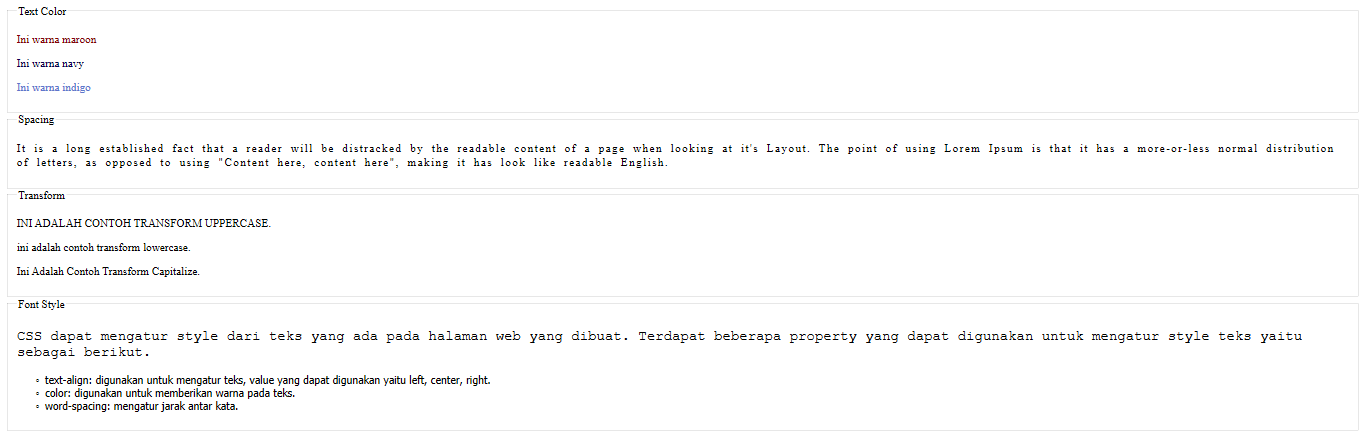 Text Color
Ini warna maroon
Ini warna navy
Ini warna indigo
Spacing
It is a long established fact that a reader will be distracked by the readable content of a page when looking at it's Layout. The point of using Lorem Ipsum is that it has a more-or-less normal distribution
of letters, as opposed to using "Content here, content here", making it has look like readable English.
Transform
INI ADALAH CONTOH TRANSFORM UPPERCASE.
ini adalah contoh transform lowercase.
Ini Adalah Contoh Transform Capitalize.
Font Style
CSS dapat mengatur style dari teks yang ada pada halaman web yang dibuat. Terdapat beberapa property yang dapat digunakan untuk mengatur style teks yaitu
sebagai berikut.
◦ text-align: digunakan untuk mengatur teks, value yang dapat digunakan yaitu left, center, right.
◦ color: digunakan untuk memberikan warna pada teks.
◦ word-spacing: mengatur jarak antar kata.